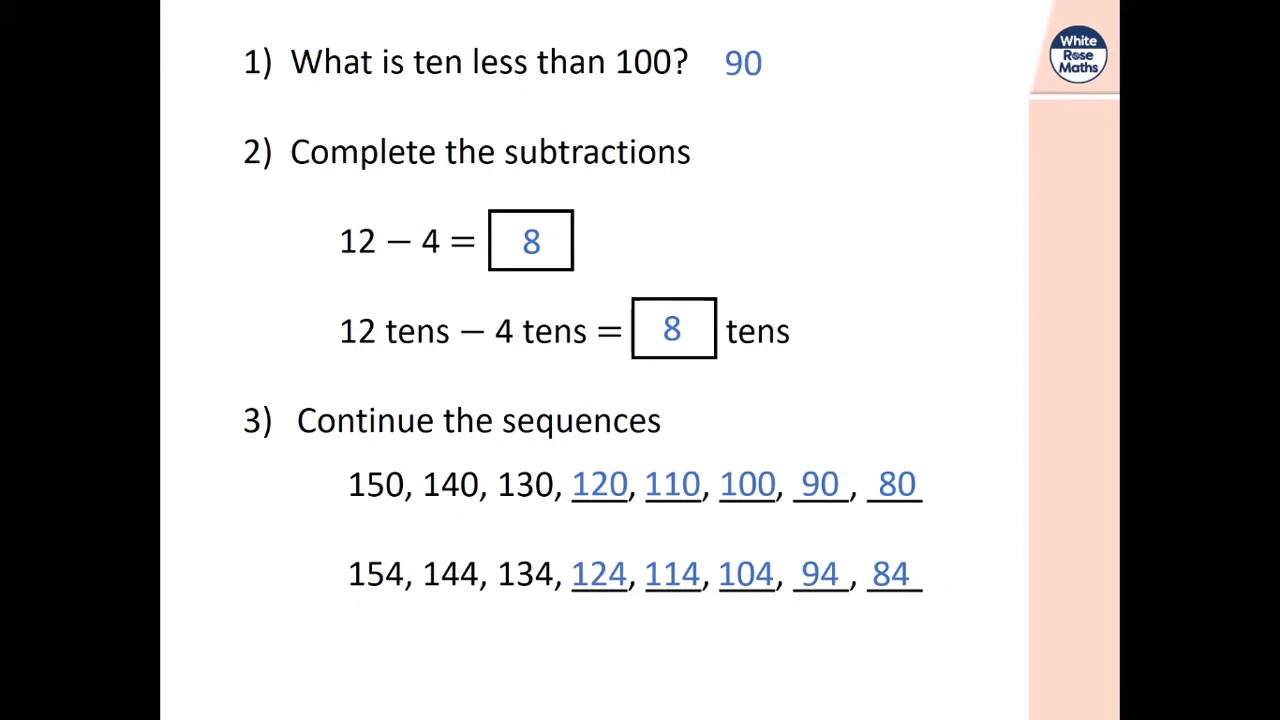 1) What is ten less than 100? 90
White
Rose
Maths
2) Complete the subtractions
12 − 4 = 8
12 tens − 4 tens = 8 tens
3) Continue the sequences
150, 140, 130, 120, 110, 100, 90, 80
154, 144, 134, 124, 114, 104, 94, 84